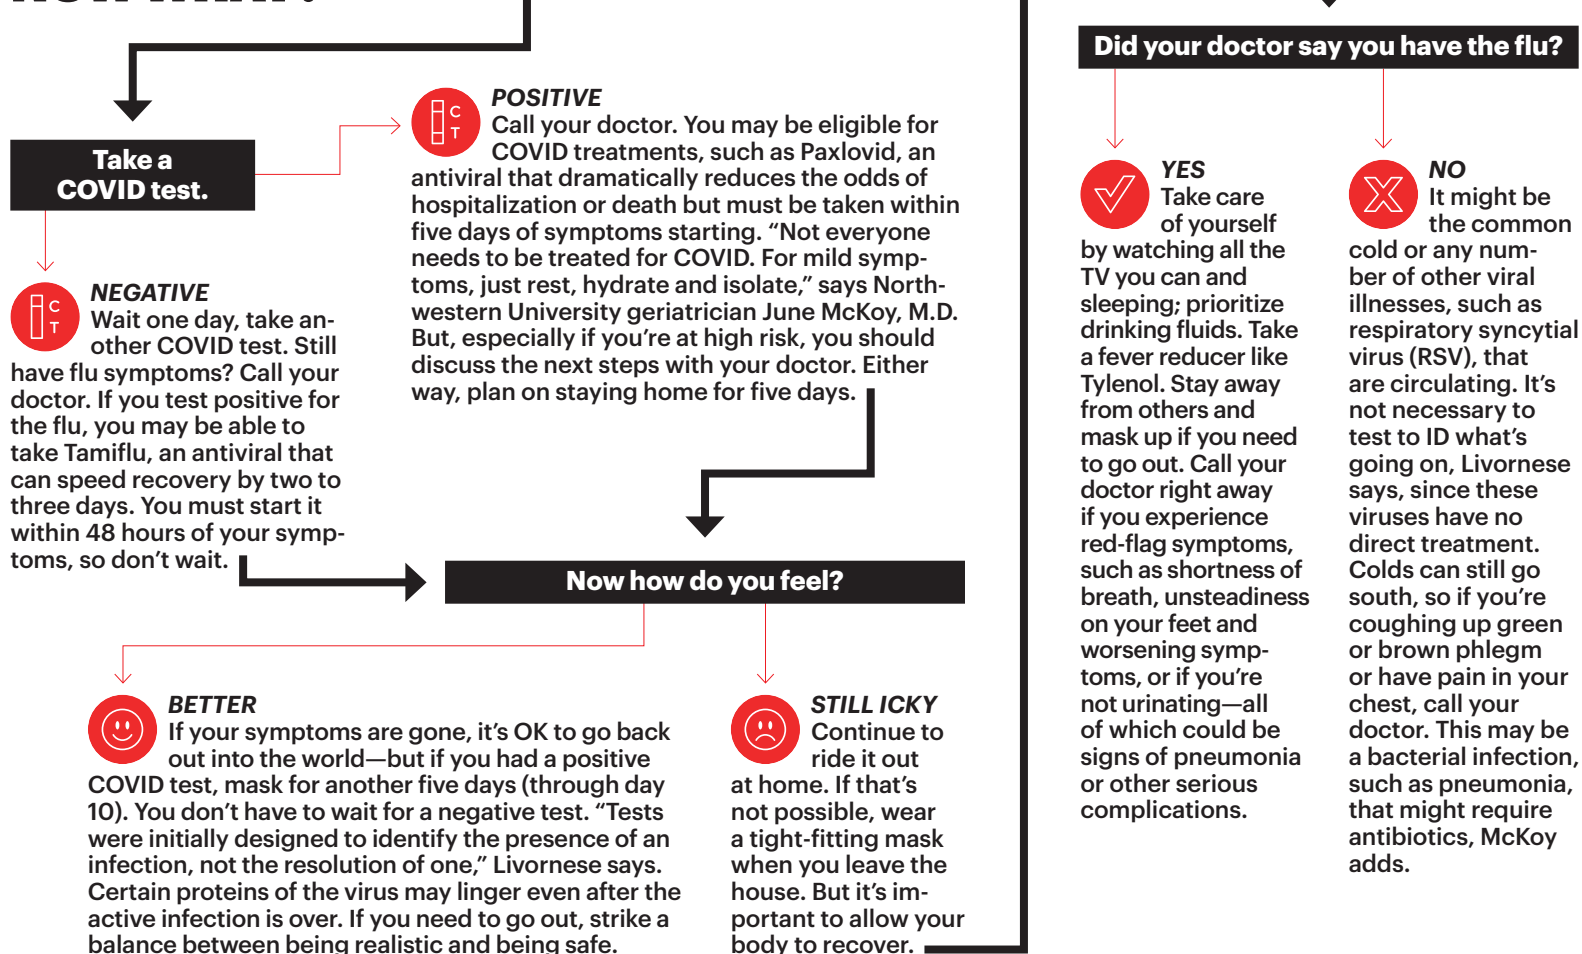 Take a
COVID test.
POSITIVE
Call your doctor. You may be eligible for
COVID treatments, such as Paxlovid, an
antiviral that dramatically reduces the odds of
hospitalization or death but must be taken within
five days of symptoms starting. “Not everyone
needs to be treated for COVID. For mild symp-
toms, just rest, hydrate and isolate,” says North-
western University geriatrician June McKoy, M.D.
But, especially if you’re at high risk, you should
discuss the next steps with your doctor. Either
way, plan on staying home for five days.
C
T
NEGATIVE
Wait one day, take an-
other COVID test. Still
have flu symptoms? Call your
doctor. If you test positive for
the flu, you may be able to
take Tamiflu, an antiviral that
can speed recovery by two to
three days. You must start it
within 48 hours of your symp-
toms, so don’t wait.
C
T
Now how do you feel?
BETTER
If your symptoms are gone, it’s OK to go back
out into the world—but if you had a positive
COVID test, mask for another five days (through day
10). You don’t have to wait for a negative test. “Tests
were initially designed to identify the presence of an
infection, not the resolution of one,” Livornese says.
Certain proteins of the virus may linger even after the
active infection is over. If you need to go out, strike a
balance between being realistic and being safe.
STILL ICKY
Continue to
ride it out
at home. If that’s
not possible, wear
a tight-fitting mask
when you leave the
house. But it’s im-
portant to allow your
body to recover.
Did your doctor say you have the flu?
YES
Take care
of yourself
by watching all the
TV you can and
sleeping; prioritize
drinking fluids. Take
a fever reducer like
Tylenol. Stay away
from others and
mask up if you need
to go out. Call your
doctor right away
if you experience
red-flag symptoms,
such as shortness of
breath, unsteadiness
on your feet and
worsening symp-
toms, or if you’re
not urinating—all
of which could be
signs of pneumonia
or other serious
complications.
NO
It might be
the common
cold or any num-
ber of other viral
illnesses, such as
respiratory syncytial
virus (RSV), that
are circulating. It’s
not necessary to
test to ID what’s
going on, Livornese
says, since these
viruses have no
direct treatment.
Colds can still go
south, so if you’re
coughing up green
or brown phlegm
or have pain in your
chest, call your
doctor. This may be
a bacterial infection,
such as pneumonia,
that might require
antibiotics, McKoy
adds.